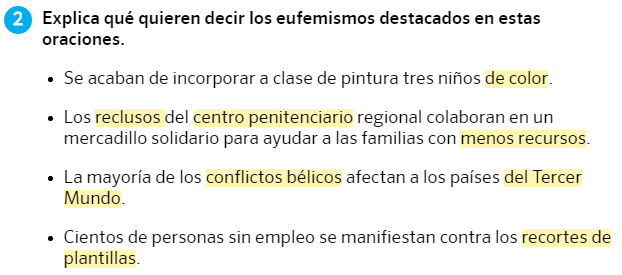 2 Explica qué quieren decir los eufemismos destacados en estas
oraciones.
• Se acaban de incorporar a clase de pintura tres niños de color.
• Los reclusos del centro penitenciario regional colaboran en un
mercadillo solidario para ayudar a las familias con menos recursos.
• La mayoría de los conflictos bélicos afectan a los países del Tercer
Mundo.
• Cientos de personas sin empleo se manifiestan contra los recortes de
plantillas.